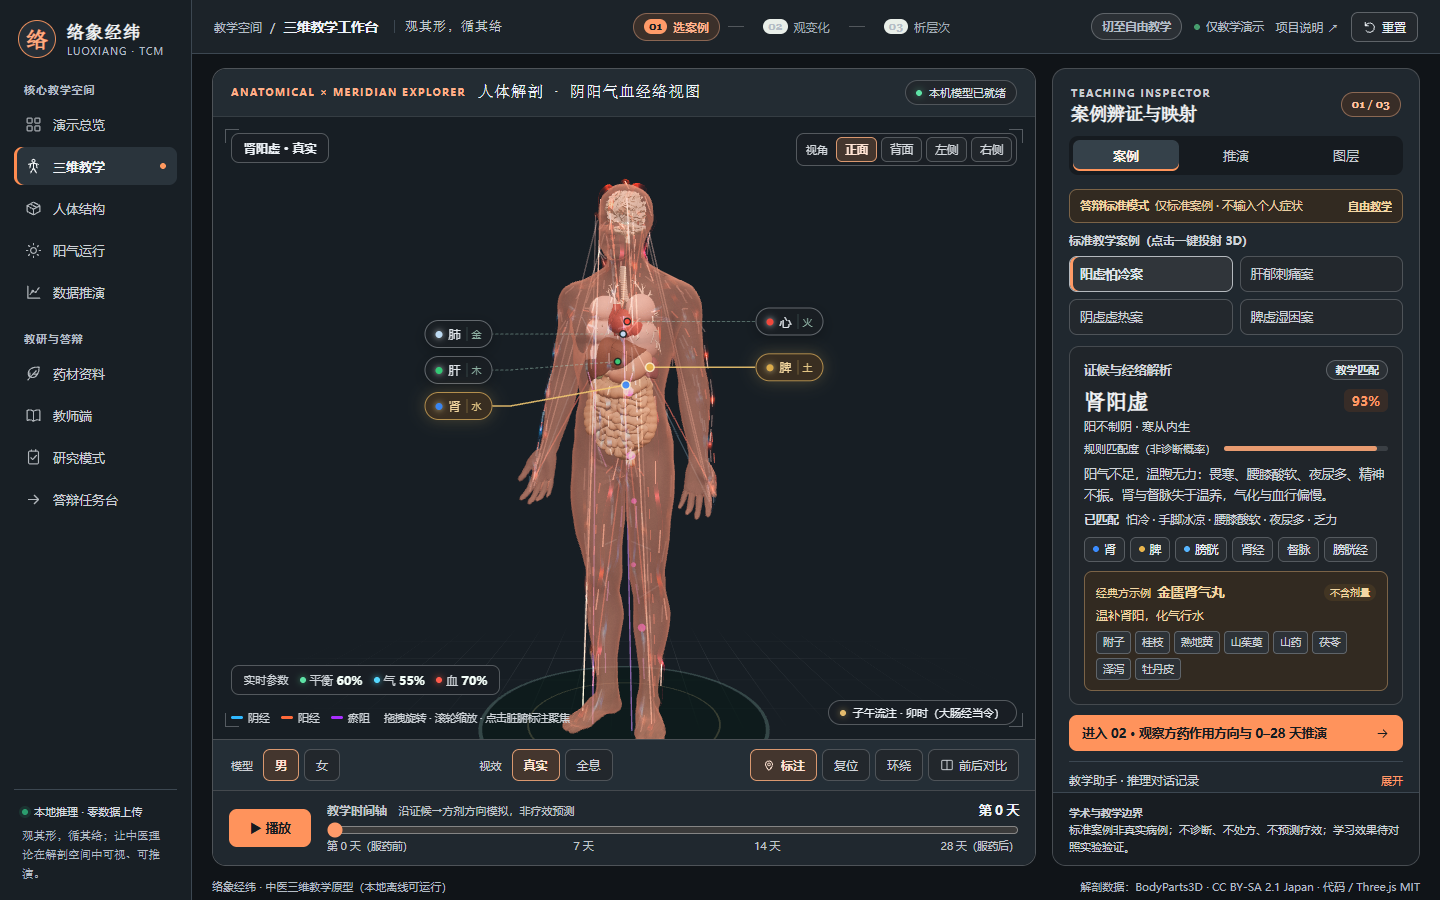 络 络象经纬
LUOXIANG · TCM
核心教学空间
演示总览
三维教学
人体结构
阳气运行
数据推演
教研与答辩
药材资料
教师端
研究模式
答辩任务台
本地推理 · 零数据上传
观其形，循其络；让中医理
论在解剖空间中可视、可推
演。
教学空间 / 三维教学工作台 观其形，循其络
01 选案例 02 观变化 03 析层次
切至自由教学 仅教学演示 项目说明 ↗ 重置
ANATOMICAL × MERIDIAN EXPLORER 人体解剖 · 阴阳气血经络视图
本机模型已就绪
肾阳虚 • 真实
视角 正面 背面 左侧 右侧
肺 金
肝 木
肾 水
心 火
脾 土
实时参数 平衡 60% 气 55% 血 70%
阴经 阳经 瘀阻 拖拽旋转 · 滚轮缩放 · 点击脏腑标注聚焦
子午流注 · 卯时（大肠经当令）
模型 男 女
视效 真实 全息
标注 复位 环绕 前后对比
▶ 播放
教学时间轴 沿证候→方剂方向模拟，非疗效预测
第 0 天
第 0 天（服药前） 7 天 14 天 28 天（服药后）
络象经纬 · 中医三维教学原型（本地离线可运行）
TEACHING INSPECTOR
案例辨证与映射
01 / 03
案例 推演 图层
答辩标准模式 仅标准案例 · 不输入个人症状 自由教学
标准教学案例（点击一键投射 3D）
阳虚怕冷案 肝郁刺痛案
阴虚虚热案 脾虚湿困案
证候与经络解析 教学匹配
肾阳虚 93%
阳不制阴 · 寒从内生
规则匹配度（非诊断概率）
阳气不足，温煦无力：畏寒、腰膝酸软、夜尿多、精神
不振。肾与督脉失于温养，气化与血行偏慢。
已匹配 怕冷 · 手脚冰凉 · 腰膝酸软 · 夜尿多 · 乏力
肾 脾 膀胱 肾经 督脉 膀胱经
经典方示例 金匮肾气丸 不含剂量
温补肾阳，化气行水
附子 桂枝 熟地黄 山茱萸 山药 茯苓
泽泻 牡丹皮
进入 02 • 观察方药作用方向与 0–28 天推演 →
教学助手 · 推理对话记录 展开
学术与教学边界
标准案例非真实病例；不诊断、不处方、不预测疗效；学习效果待对
照实验验证。
解剖数据：BodyParts3D · CC BY-SA 2.1 Japan · 代码 / Three.js MIT